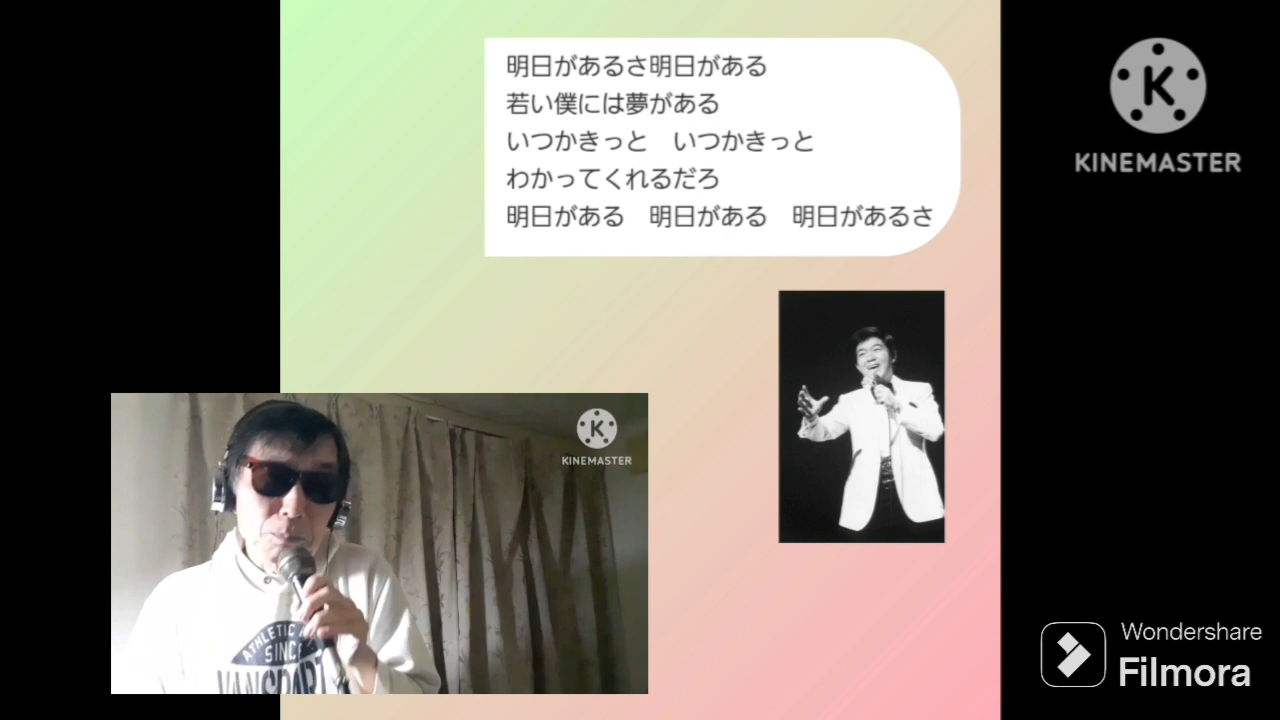 明日があるさ明日がある
若い僕には夢がある
いつかきっと　いつかきっと
わかってくれるだろ
明日がある　明日がある　明日があるさ
KINEMASTER
KINEMASTER
ATHLETIC
SINCE
Wondershare
Filmora